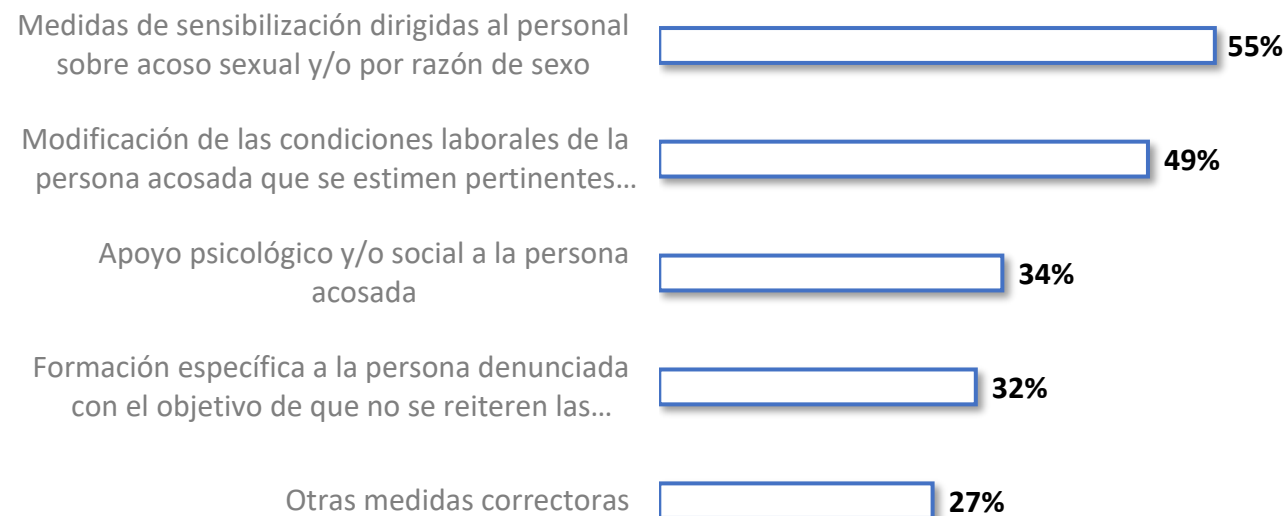 Medidas de sensibilización dirigidas al personal
sobre acoso sexual y/o por razón de sexo
55%
Modificación de las condiciones laborales de la
persona acosada que se estimen pertinentes...
49%
Apoyo psicológico y/o social a la persona
acosada
34%
Formación específica a la persona denunciada
con el objetivo de que no se reiteren las...
32%
Otras medidas correctoras
27%